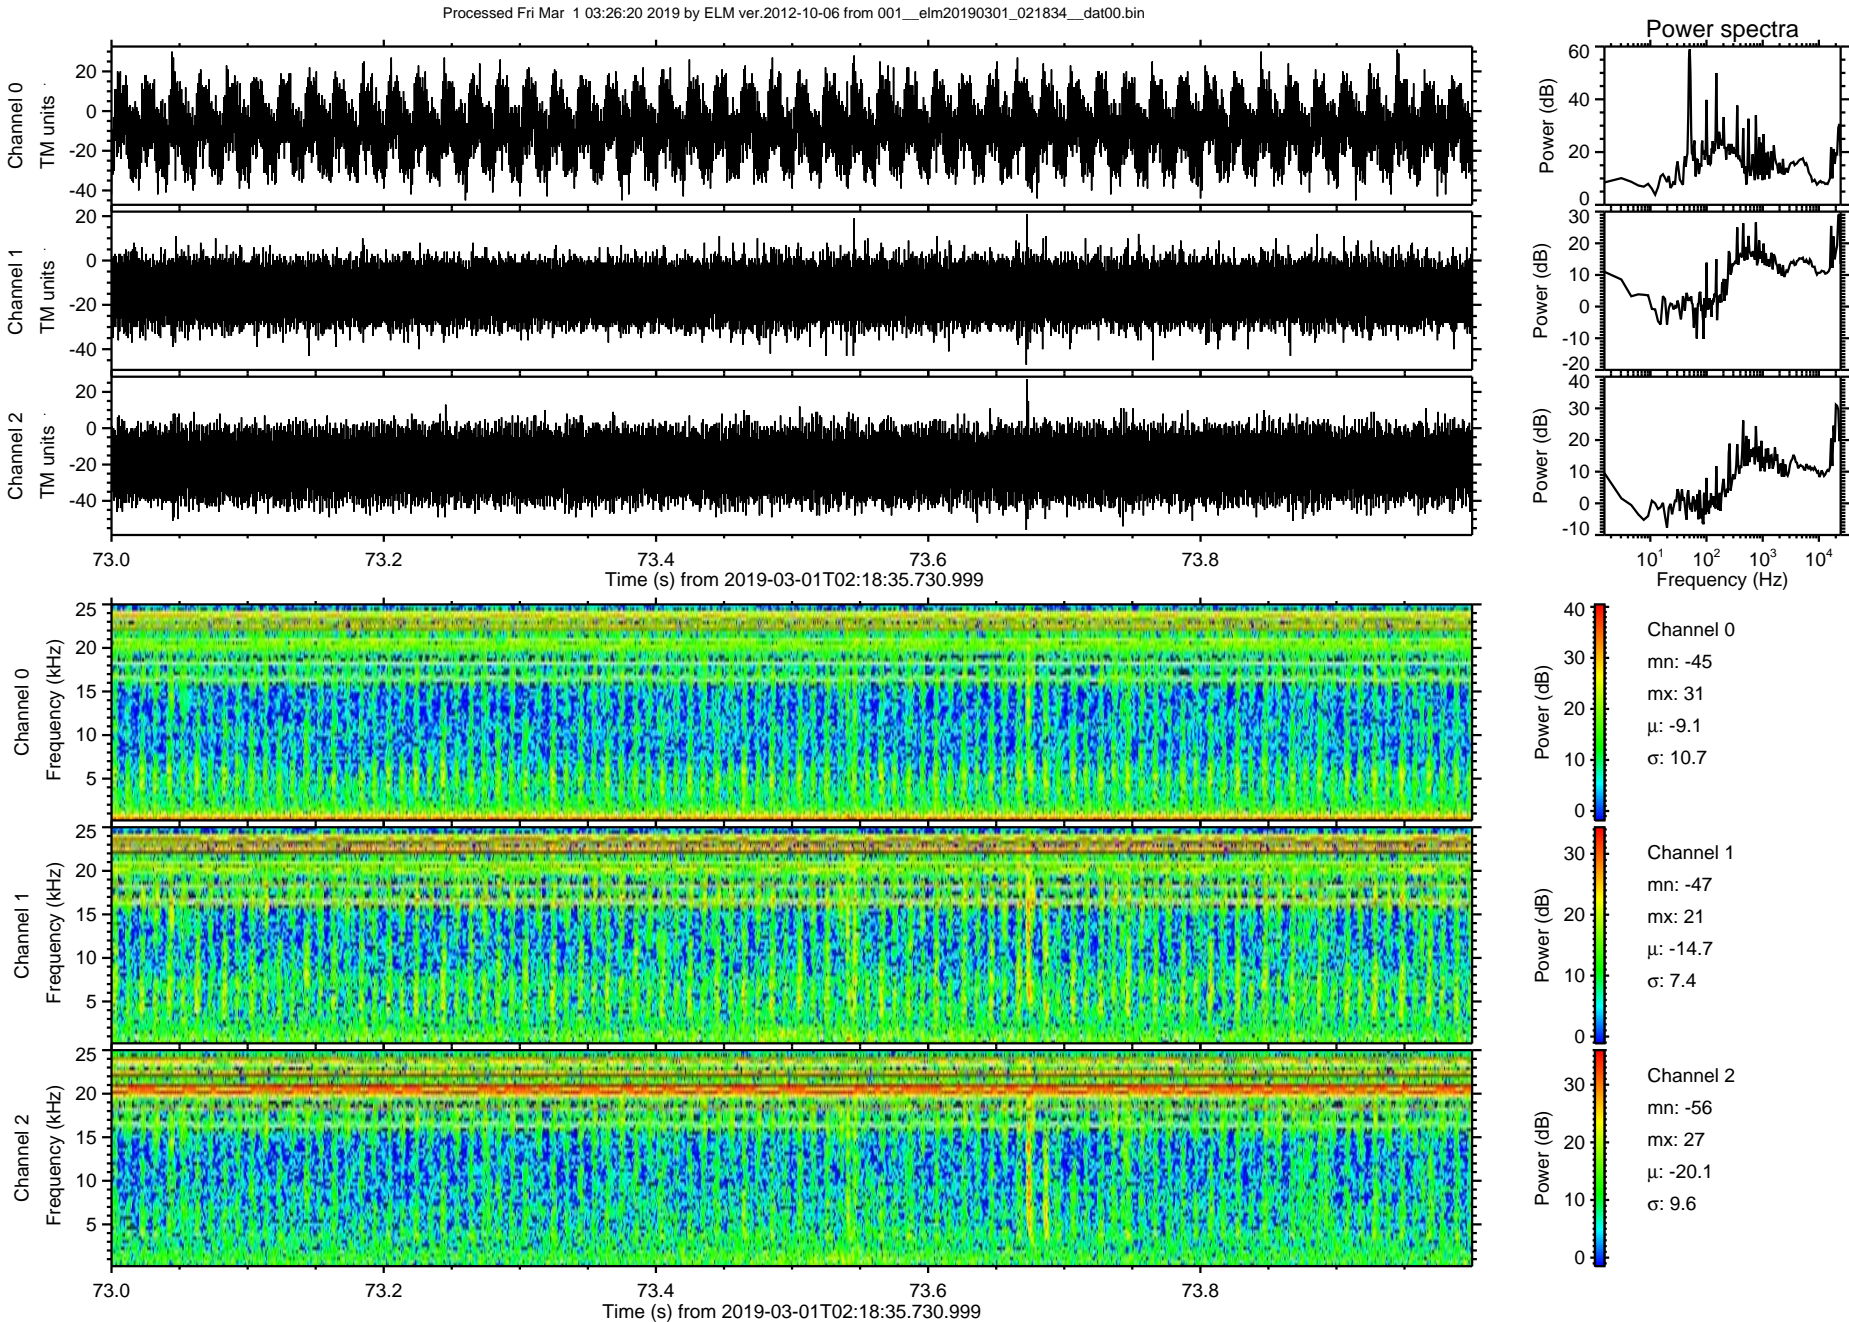 Processed Fri Mar  1 03:26:20 2019 by ELM ver.2012-10-06 from 001__elm20190301_021834__dat00.bin
Power spectra
Channel 0
TM units
20
0
-20
-40
Power (dB)
60
40
20
0
Channel 1
TM units
20
0
-20
-40
Power (dB)
30
20
10
0
-10
-20
Channel 2
TM units
20
0
-20
-40
Power (dB)
40
30
20
10
0
-10
73.0 73.2 73.4 73.6 73.8
Time (s) from 2019-03-01T02:18:35.730.999
10^1 10^2 10^3 10^4
Frequency (Hz)
Channel 0
Frequency (kHz)
25
20
15
10
5
Power (dB)
40
30
20
10
0
Channel 0
mn: -45
mx: 31
μ: -9.1
σ: 10.7
Channel 1
Frequency (kHz)
25
20
15
10
5
Power (dB)
30
20
10
0
Channel 1
mn: -47
mx: 21
μ: -14.7
σ: 7.4
Channel 2
Frequency (kHz)
25
20
15
10
5
Power (dB)
30
20
10
0
Channel 2
mn: -56
mx: 27
μ: -20.1
σ: 9.6
73.0 73.2 73.4 73.6 73.8
Time (s) from 2019-03-01T02:18:35.730.999